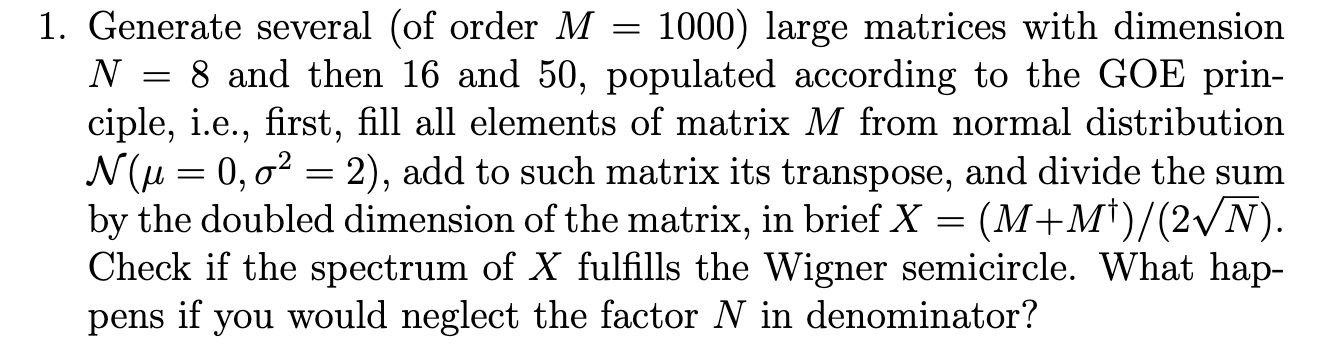 1. Generate several (of order M = 1000) large matrices with dimension
N = 8 and then 16 and 50, populated according to the GOE prin-
ciple, i.e., first, fill all elements of matrix M from normal distribution
𝒩(μ = 0, σ² = 2), add to such matrix its transpose, and divide the sum
by the doubled dimension of the matrix, in brief X = (M+M†)/(2√N).
Check if the spectrum of X fulfills the Wigner semicircle. What hap-
pens if you would neglect the factor N in denominator?